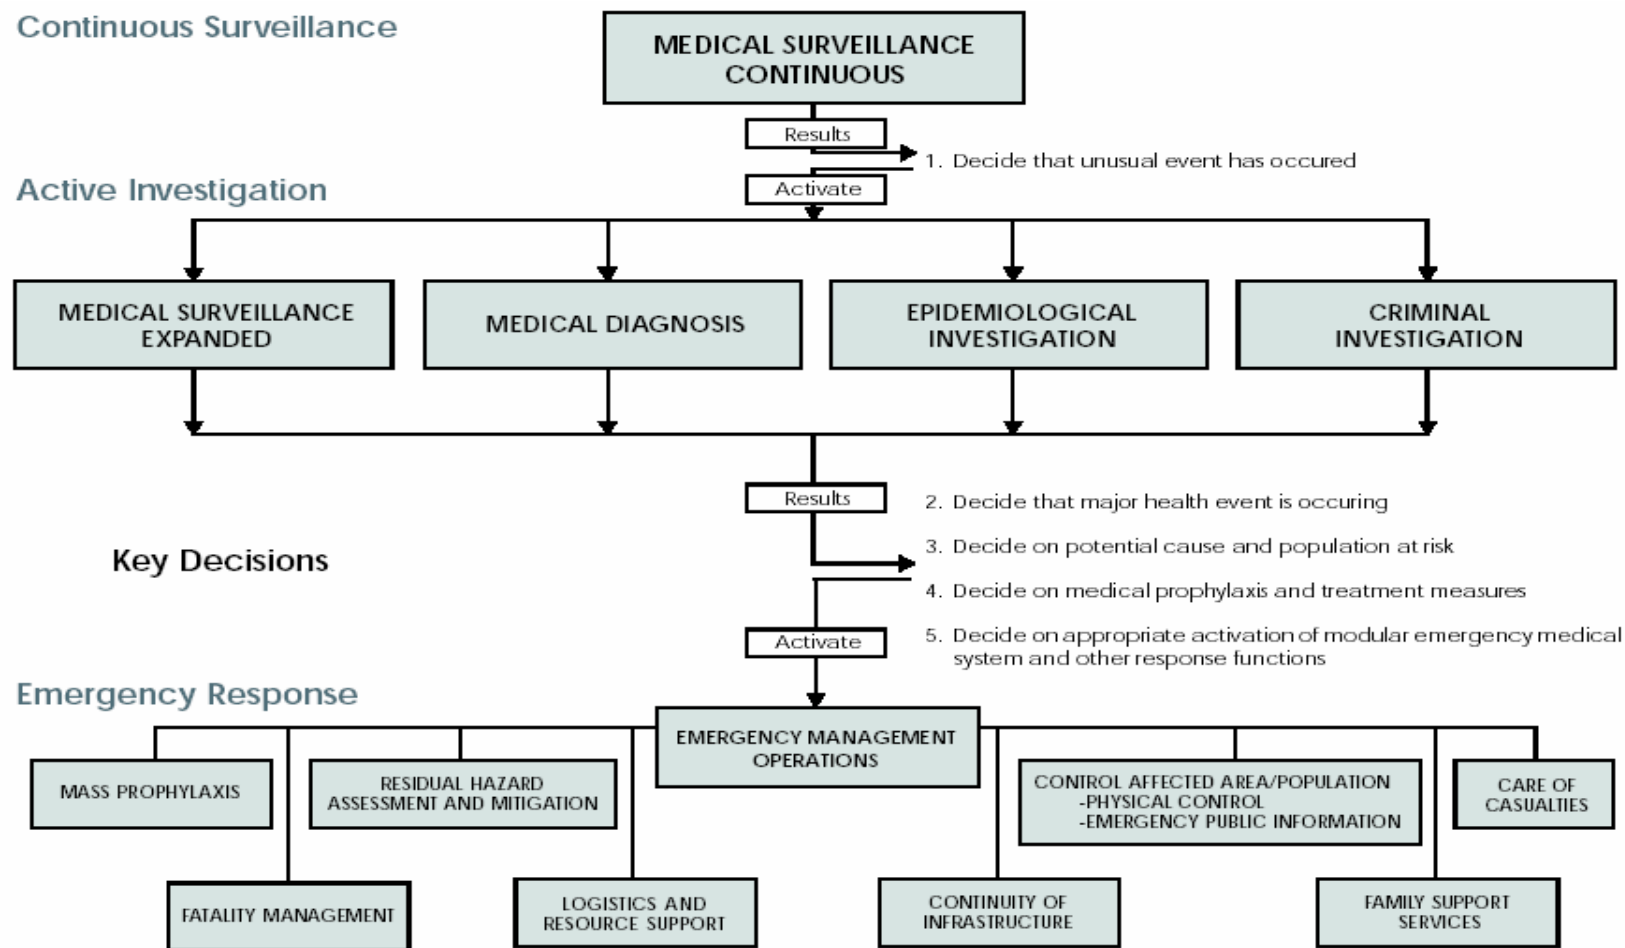 Continuous Surveillance
MEDICAL SURVEILLANCE
CONTINUOUS
Results
1. Decide that unusual event has occured
Active Investigation
Activate
MEDICAL SURVEILLANCE
EXPANDED
MEDICAL DIAGNOSIS
EPIDEMIOLOGICAL
INVESTIGATION
CRIMINAL
INVESTIGATION
Results
2. Decide that major health event is occuring
3. Decide on potential cause and population at risk
Key Decisions
4. Decide on medical prophylaxis and treatment measures
Activate
5. Decide on appropriate activation of modular emergency medical
system and other response functions
Emergency Response
EMERGENCY MANAGEMENT
OPERATIONS
MASS PROPHYLAXIS
RESIDUAL HAZARD
ASSESSMENT AND MITIGATION
CONTROL AFFECTED AREA/POPULATION
-PHYSICAL CONTROL
-EMERGENCY PUBLIC INFORMATION
CARE OF
CASUALTIES
FATALITY MANAGEMENT
LOGISTICS AND
RESOURCE SUPPORT
CONTINUITY OF
INFRASTRUCTURE
FAMILY SUPPORT
SERVICES